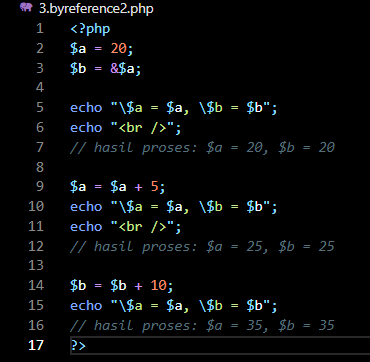 3.byreference2.php
1 <?php
2 $a = 20;
3 $b = &$a;
4
5 echo "\$a = $a, \$b = $b";
6 echo "<br />";
7 // hasil proses: $a = 20, $b = 20
8
9 $a = $a + 5;
10 echo "\$a = $a, \$b = $b";
11 echo "<br />";
12 // hasil proses: $a = 25, $b = 25
13
14 $b = $b + 10;
15 echo "\$a = $a, \$b = $b";
16 // hasil proses: $a = 35, $b = 35
17 ?>